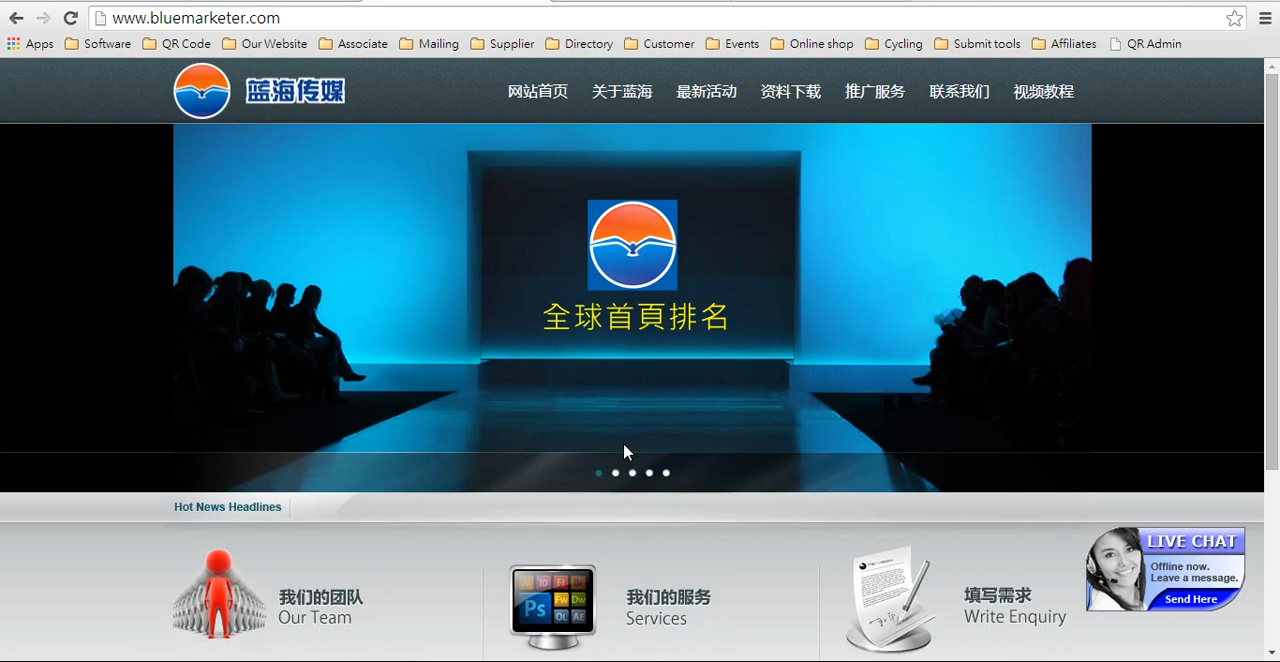 www.bluemarketer.com
Apps Software QR Code Our Website Associate Mailing Supplier Directory Customer Events Online shop Cycling Submit tools Affiliates QR Admin
蓝海传媒 网站首页 关于蓝海 最新活动 资料下载 推广服务 联系我们 视频教程
全球首頁排名
Hot News Headlines
LIVE CHAT
Offline now.
Leave a message.
Send Here
我们的团队
Our Team
Ps Fw Dw
我们的服务
Services
填写需求
Write Enquiry